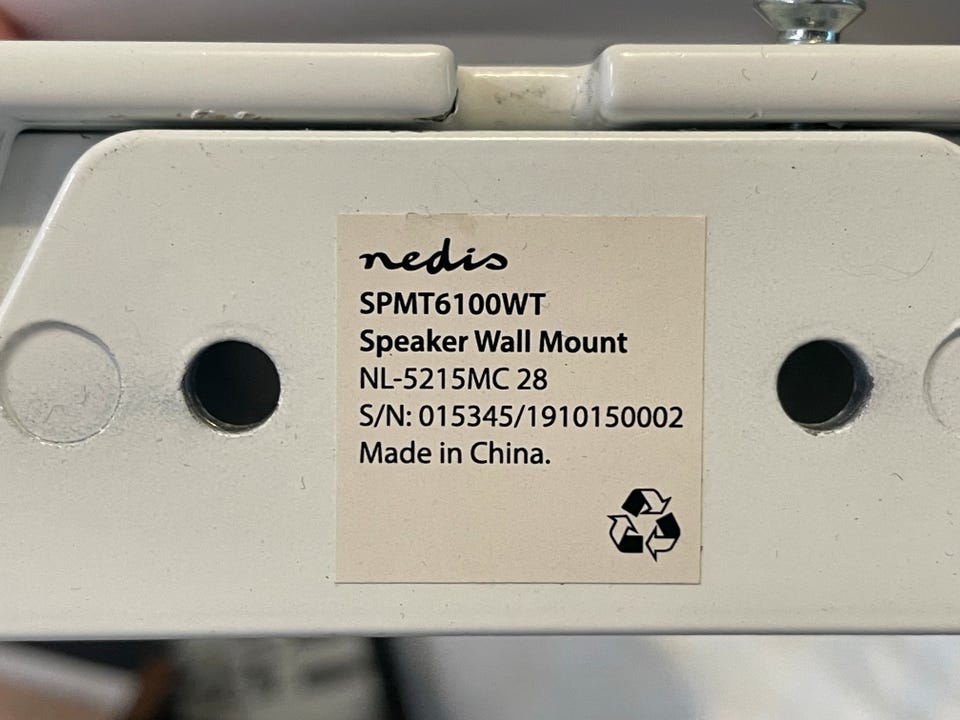 nedis
SPMT6100WT
Speaker Wall Mount
NL-5215MC 28
S/N: 015345/1910150002
Made in China.